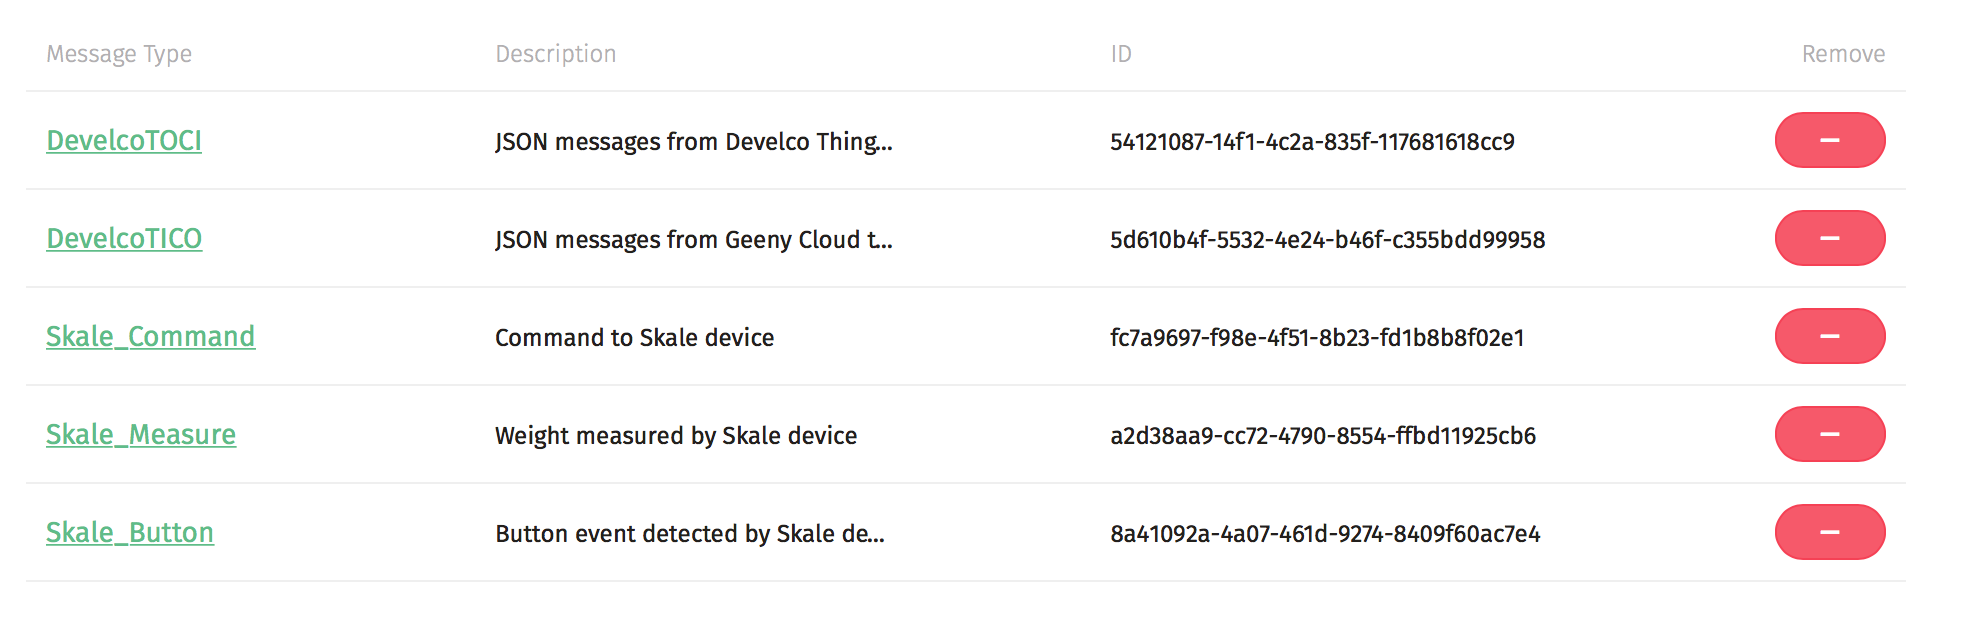 Message Type Description ID Remove
DevelcoTOCI JSON messages from Develco Thing... 54121087-14f1-4c2a-835f-117681618cc9
DevelcoTICO JSON messages from Geeny Cloud t... 5d610b4f-5532-4e24-b46f-c355bdd99958
Skale_Command Command to Skale device fc7a9697-f98e-4f51-8b23-fd1b8b8f02e1
Skale_Measure Weight measured by Skale device a2d38aa9-cc72-4790-8554-ffbd11925cb6
Skale_Button Button event detected by Skale de... 8a41092a-4a07-461d-9274-8409f60ac7e4